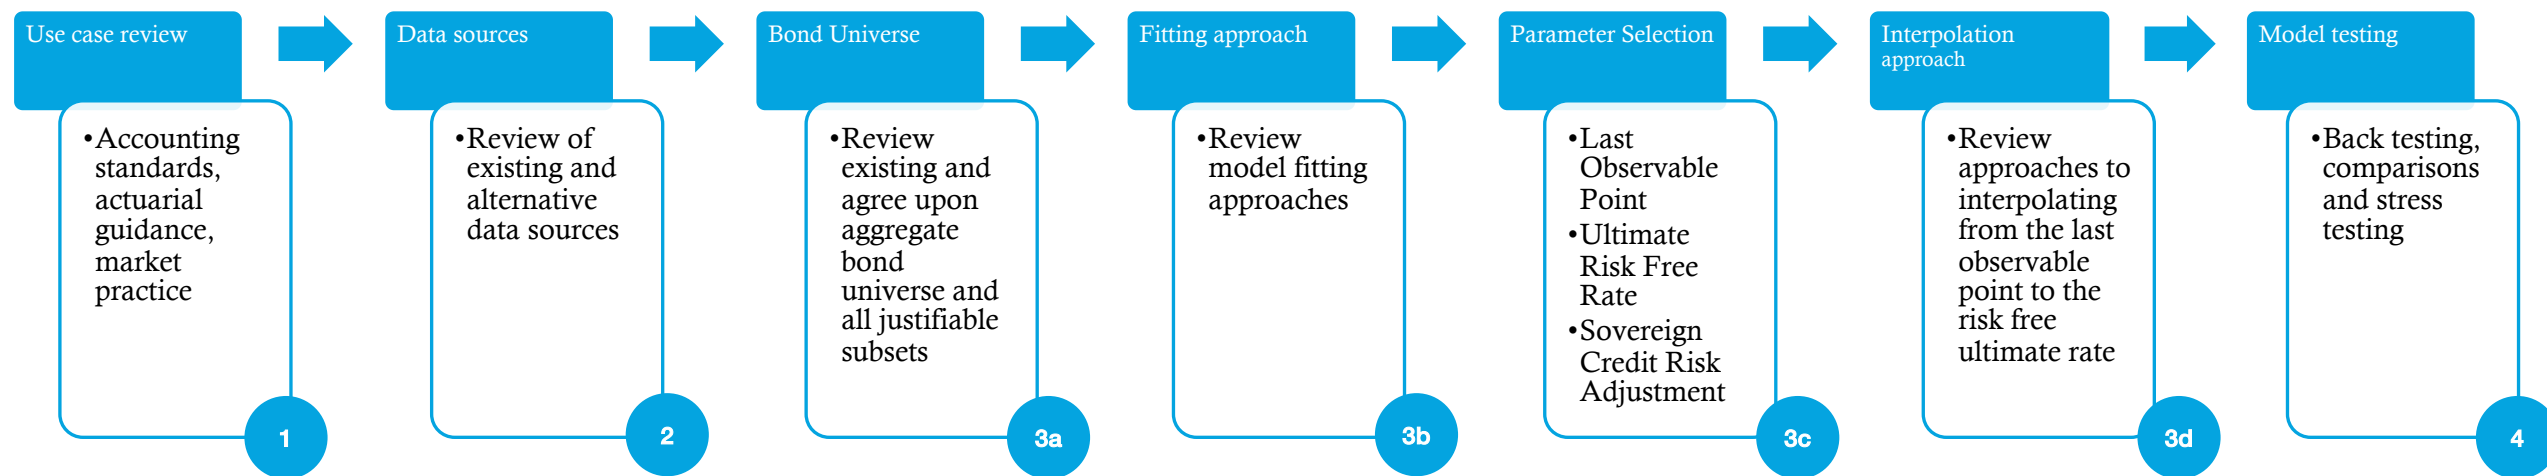 Use case review
•Accounting
standards,
actuarial
guidance,
market
practice
1
Data sources
•Review of
existing and
alternative
data sources
2
Bond Universe
•Review
existing and
agree upon
aggregate
bond
universe and
all justifiable
subsets
3a
Fitting approach
•Review
model fitting
approaches
3b
Parameter Selection
•Last
Observable
Point
•Ultimate
Risk Free
Rate
•Sovereign
Credit Risk
Adjustment
3c
Interpolation
approach
•Review
approaches to
interpolating
from the last
observable
point to the
risk free
ultimate rate
3d
Model testing
•Back testing,
comparisons
and stress
testing
4